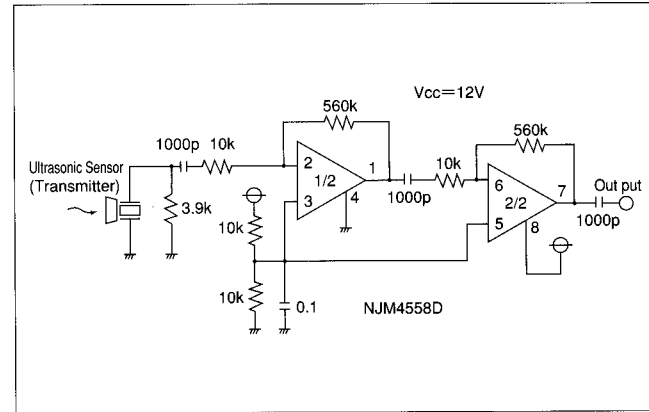 Vcc=12V
560k
560k
1000p
10k
Ultrasonic Sensor
(Transmitter)
2
1
1/2
4
3
10k
1000p
6
7
2/2
5
8
Out put
1000p
3.9k
10k
10k
0.1
NJM4558D